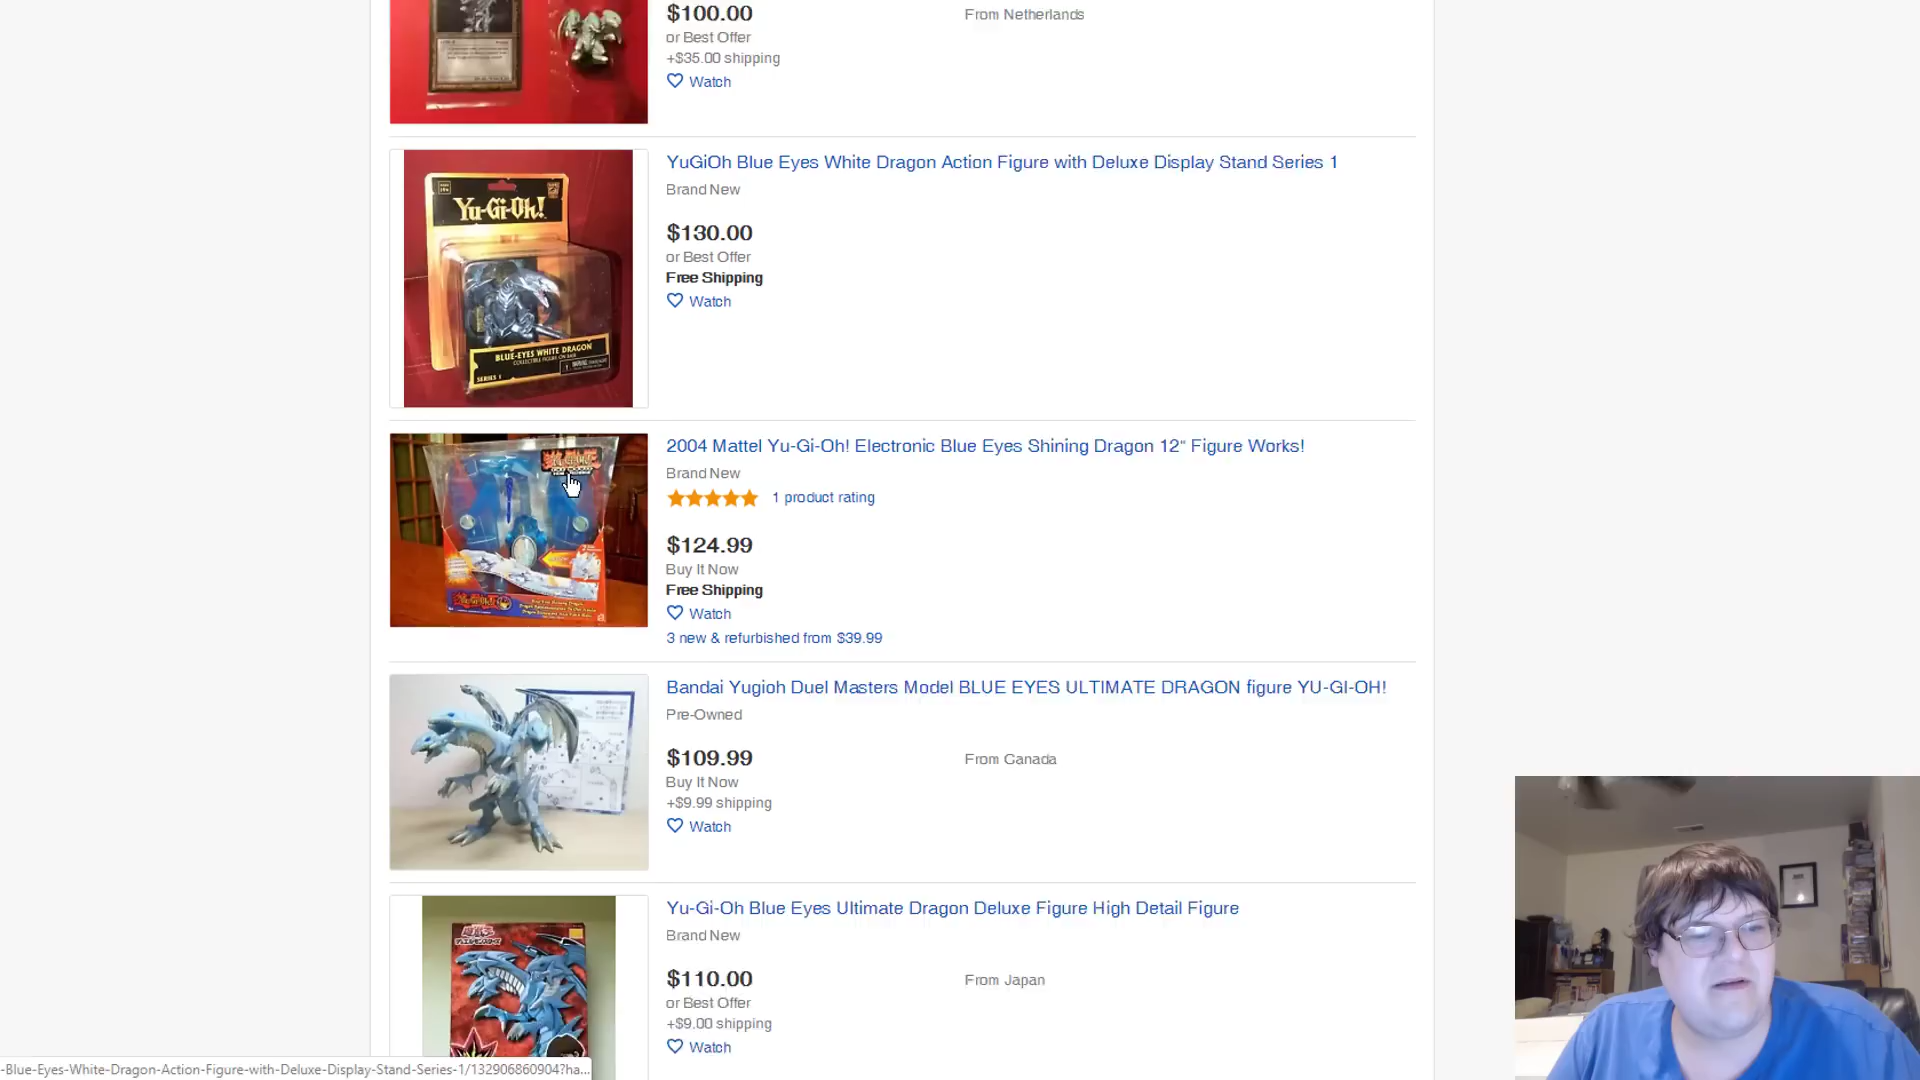 $100.00
From Netherlands
or Best Offer
+$35.00 shipping
Watch
YuGiOh Blue Eyes White Dragon Action Figure with Deluxe Display Stand Series 1
Brand New
Yu-Gi-Oh!
BLUE-EYES WHITE DRAGON
SERIES 1
$130.00
or Best Offer
Free Shipping
Watch
2004 Mattel Yu-Gi-Oh! Electronic Blue Eyes Shining Dragon 12" Figure Works!
Brand New
1 product rating
$124.99
Buy It Now
Free Shipping
Watch
3 new & refurbished from $39.99
Bandai Yugioh Duel Masters Model BLUE EYES ULTIMATE DRAGON figure YU-GI-OH!
Pre-Owned
$109.99
From Canada
Buy It Now
+$9.99 shipping
Watch
Yu-Gi-Oh Blue Eyes Ultimate Dragon Deluxe Figure High Detail Figure
Brand New
$110.00
From Japan
or Best Offer
+$9.00 shipping
Watch
-Blue-Eyes-White-Dragon-Action-Figure-with-Deluxe-Display-Stand-Series-1/132906860904?ha...